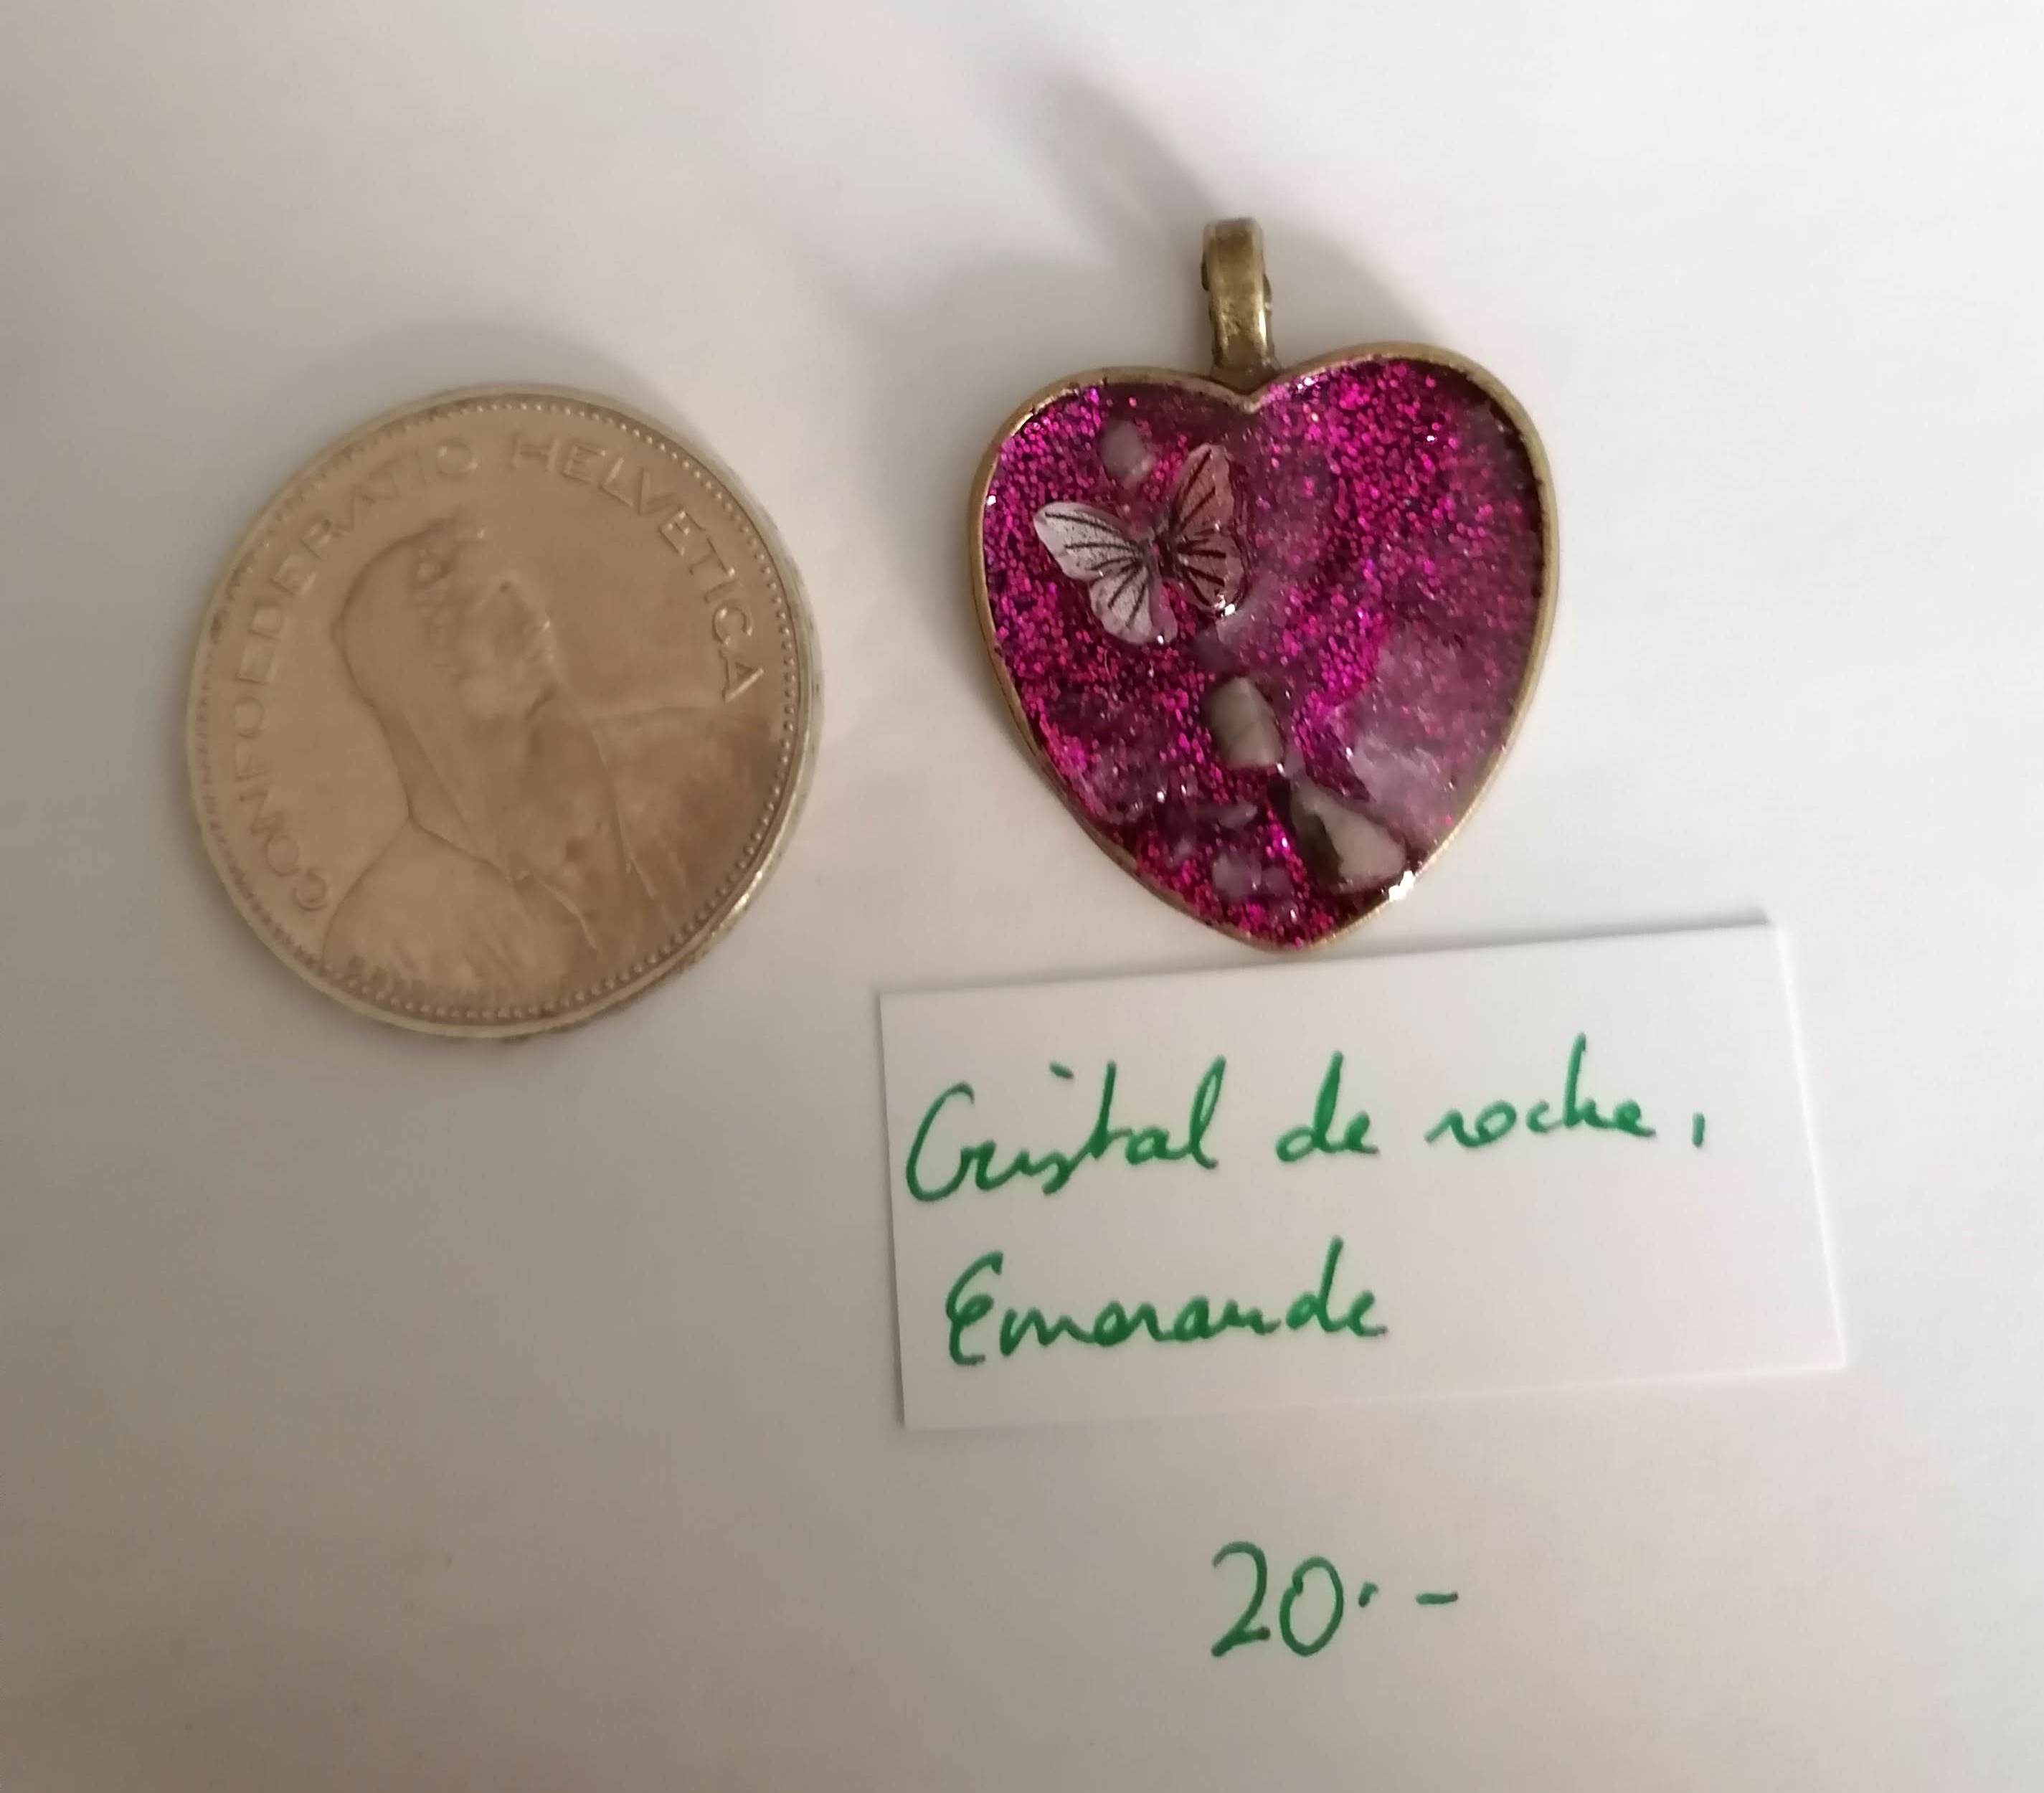 CONFOEDERATIO HELVETICA
Cristal de roche,
Emeraude
20.-